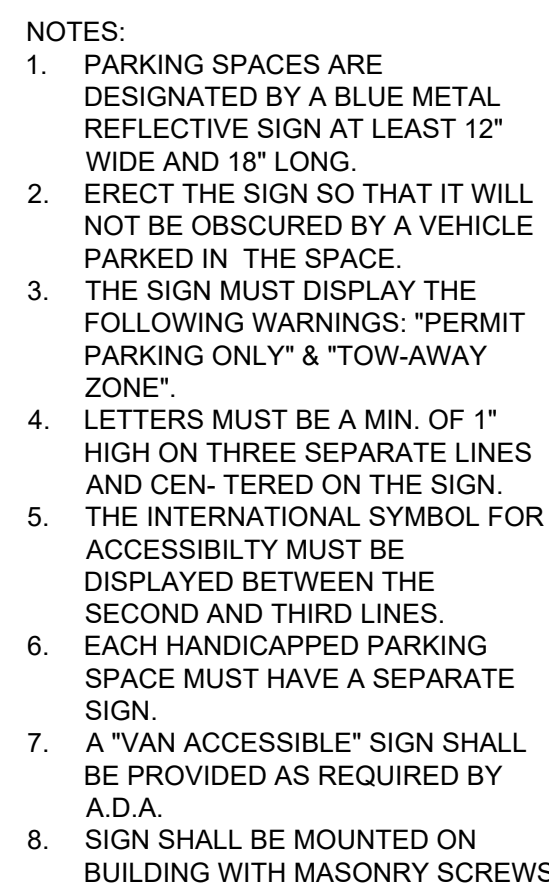 NOTES:
1. PARKING SPACES ARE
DESIGNATED BY A BLUE METAL
REFLECTIVE SIGN AT LEAST 12"
WIDE AND 18" LONG.
2. ERECT THE SIGN SO THAT IT WILL
NOT BE OBSCURED BY A VEHICLE
PARKED IN THE SPACE.
3. THE SIGN MUST DISPLAY THE
FOLLOWING WARNINGS: "PERMIT
PARKING ONLY" & "TOW-AWAY
ZONE".
4. LETTERS MUST BE A MIN. OF 1"
HIGH ON THREE SEPARATE LINES
AND CEN- TERED ON THE SIGN.
5. THE INTERNATIONAL SYMBOL FOR
ACCESSIBILTY MUST BE
DISPLAYED BETWEEN THE
SECOND AND THIRD LINES.
6. EACH HANDICAPPED PARKING
SPACE MUST HAVE A SEPARATE
SIGN.
7. A "VAN ACCESSIBLE" SIGN SHALL
BE PROVIDED AS REQUIRED BY
A.D.A.
8. SIGN SHALL BE MOUNTED ON
BUILDING WITH MASONRY SCREWS